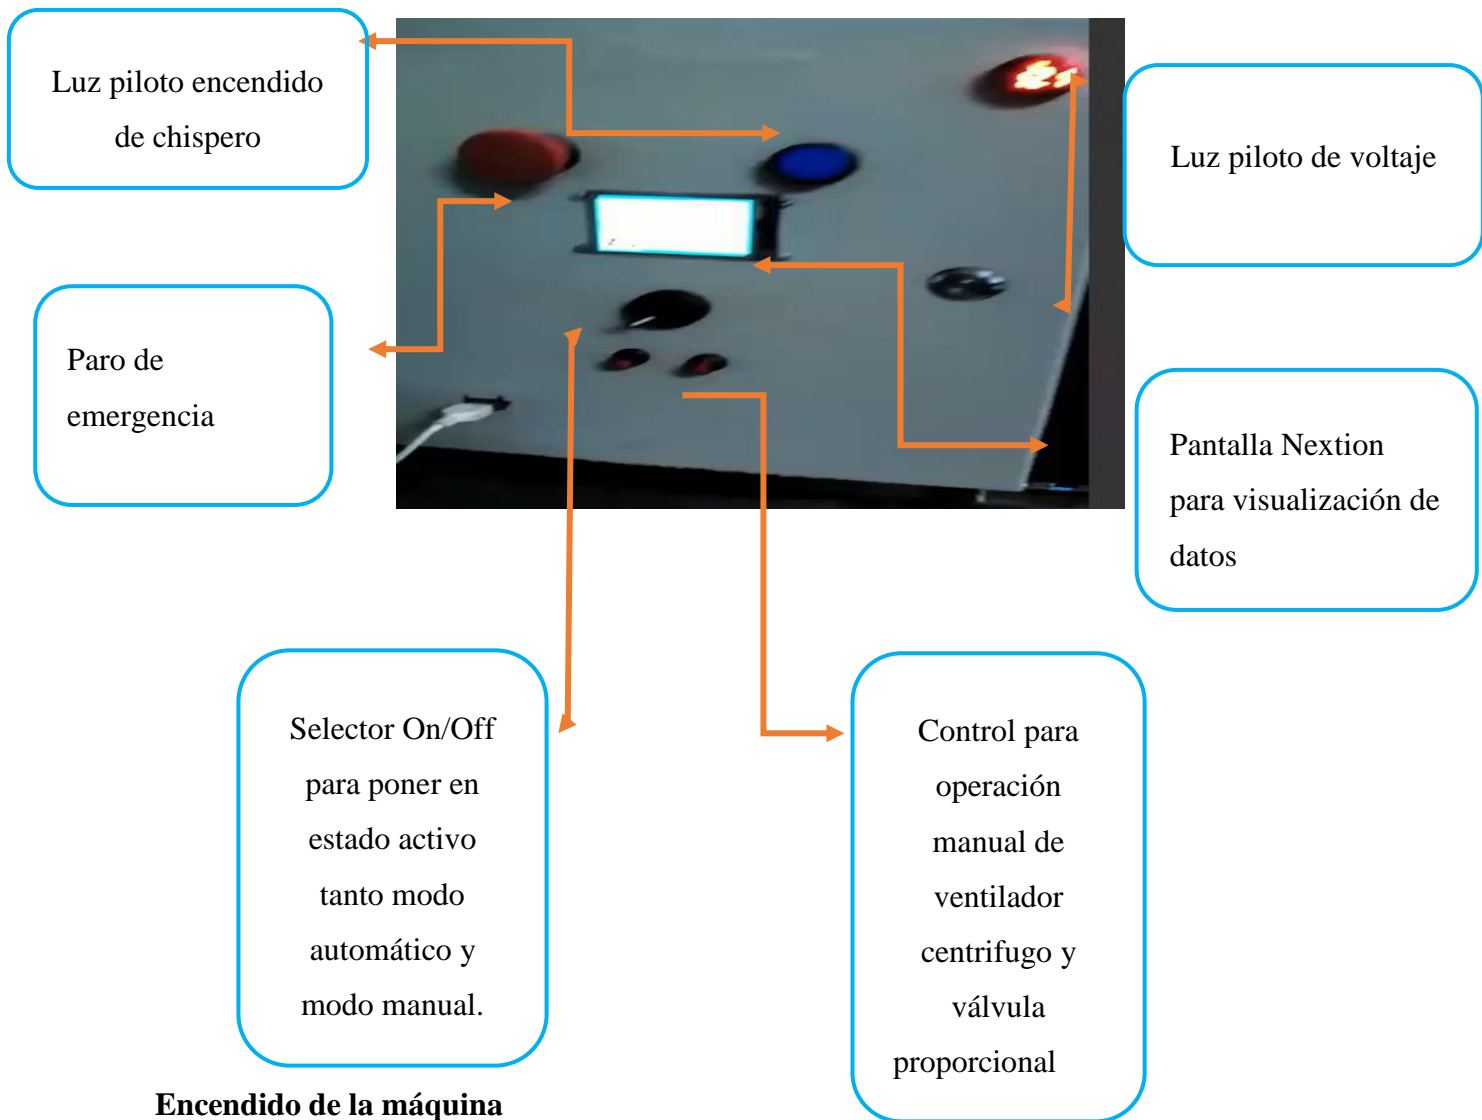 Luz piloto encendido
de chispero
Luz piloto de voltaje
Paro de
emergencia
Pantalla Nextion
para visualización de
datos
Selector On/Off
para poner en
estado activo
tanto modo
automático y
modo manual.
Control para
operación
manual de
ventilador
centrifugo y
válvula
proporcional
Encendido de la máquina